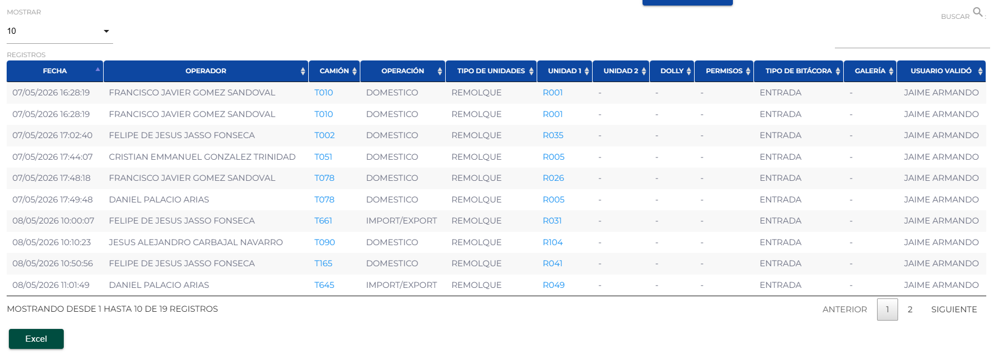 MOSTRAR
10
BUSCAR :
REGISTROS
FECHA OPERADOR CAMIÓN OPERACIÓN TIPO DE UNIDADES UNIDAD 1 UNIDAD 2 DOLLY PERMISOS TIPO DE BITÁCORA GALERÍA USUARIO VALIDÓ
07/05/2026 16:28:19 FRANCISCO JAVIER GOMEZ SANDOVAL T010 DOMESTICO REMOLQUE R001 - - - ENTRADA - JAIME ARMANDO
07/05/2026 16:28:19 FRANCISCO JAVIER GOMEZ SANDOVAL T010 DOMESTICO REMOLQUE R001 - - - ENTRADA - JAIME ARMANDO
07/05/2026 17:02:40 FELIPE DE JESUS JASSO FONSECA T002 DOMESTICO REMOLQUE R035 - - - ENTRADA - JAIME ARMANDO
07/05/2026 17:44:07 CRISTIAN EMMANUEL GONZALEZ TRINIDAD T051 DOMESTICO REMOLQUE R005 - - - ENTRADA - JAIME ARMANDO
07/05/2026 17:48:18 FRANCISCO JAVIER GOMEZ SANDOVAL T078 DOMESTICO REMOLQUE R026 - - - ENTRADA - JAIME ARMANDO
07/05/2026 17:49:48 DANIEL PALACIO ARIAS T078 DOMESTICO REMOLQUE R005 - - - ENTRADA - JAIME ARMANDO
08/05/2026 10:00:07 FELIPE DE JESUS JASSO FONSECA T661 IMPORT/EXPORT REMOLQUE R031 - - - ENTRADA - JAIME ARMANDO
08/05/2026 10:10:23 JESUS ALEJANDRO CARBAJAL NAVARRO T090 DOMESTICO REMOLQUE R104 - - - ENTRADA - JAIME ARMANDO
08/05/2026 10:50:56 FELIPE DE JESUS JASSO FONSECA T165 DOMESTICO REMOLQUE R041 - - - ENTRADA - JAIME ARMANDO
08/05/2026 11:01:49 DANIEL PALACIO ARIAS T645 IMPORT/EXPORT REMOLQUE R049 - - - ENTRADA - JAIME ARMANDO
MOSTRANDO DESDE 1 HASTA 10 DE 19 REGISTROS
ANTERIOR 1 2 SIGUIENTE
Excel